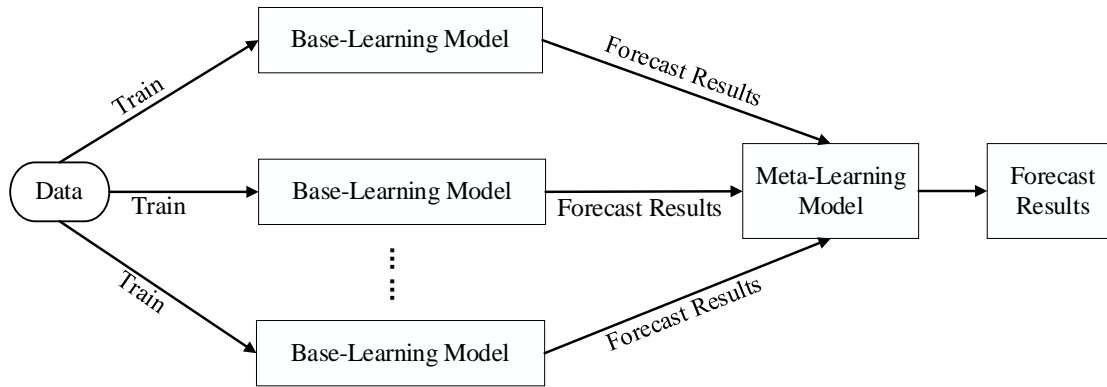 Base-Learning Model
Train
Forecast Results
Data
Train
Base-Learning Model
Forecast Results
Meta-Learning
Model
Forecast
Results
Train
Base-Learning Model
Forecast Results